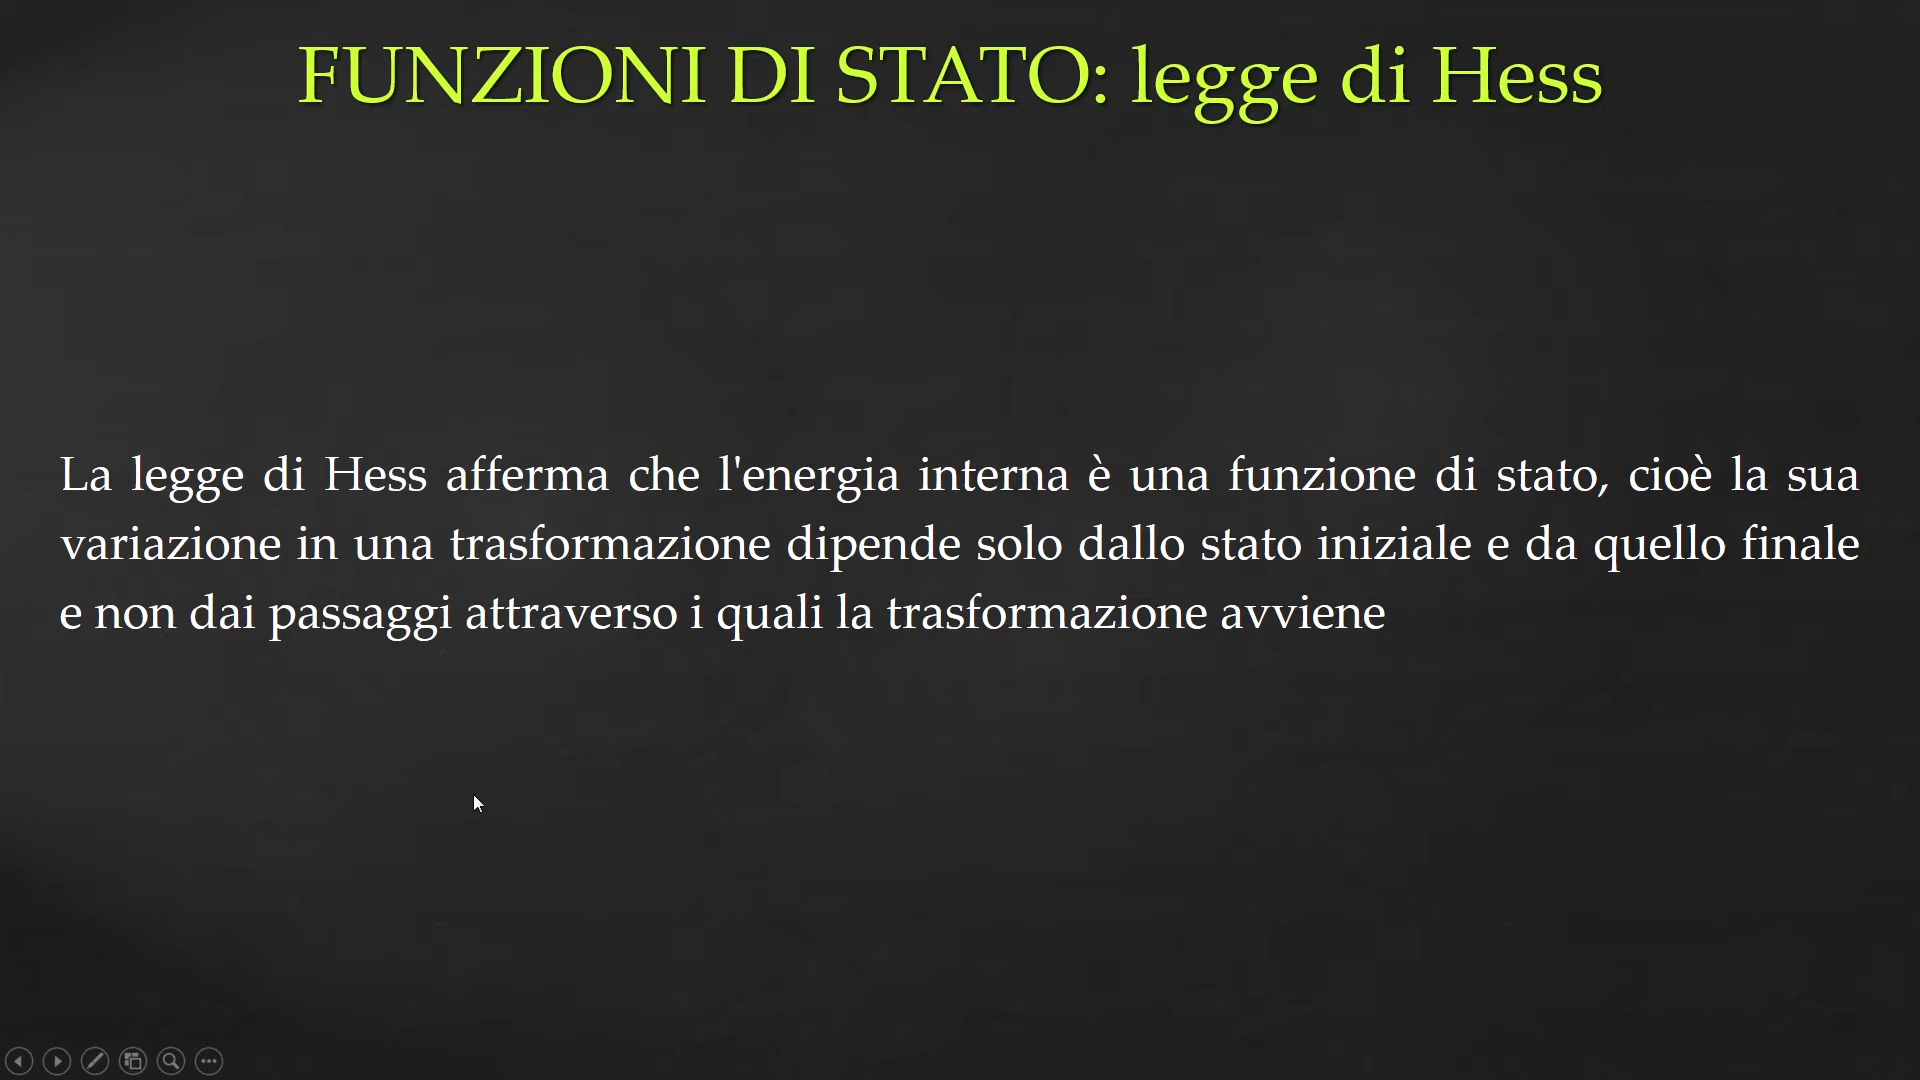 FUNZIONI DI STATO: legge di Hess
La legge di Hess afferma che l'energia interna è una funzione di stato, cioè la sua
variazione in una trasformazione dipende solo dallo stato iniziale e da quello finale
e non dai passaggi attraverso i quali la trasformazione avviene